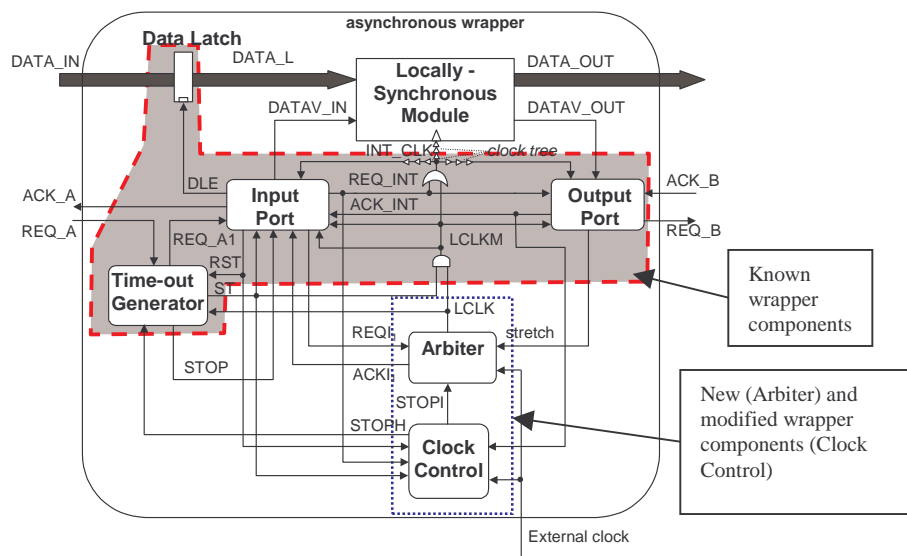 asynchronous wrapper
Data Latch
DATA_IN
DATA_L
Locally -
Synchronous
Module
DATA_OUT
DATAV_IN
DATAV_OUT
INT_CLK
clock tree
DLE
Input
Port
REQ_INT
ACK_INT
Output
Port
ACK_A
ACK_B
REQ_A
REQ_B
REQ_A1
LCLKM
RST
Time-out
Generator
ST
LCLK
Known
wrapper
components
REQI
Arbiter
stretch
STOP
ACKI
STOPI
STOPH
Clock
Control
New (Arbiter) and
modified wrapper
components (Clock
Control)
External clock